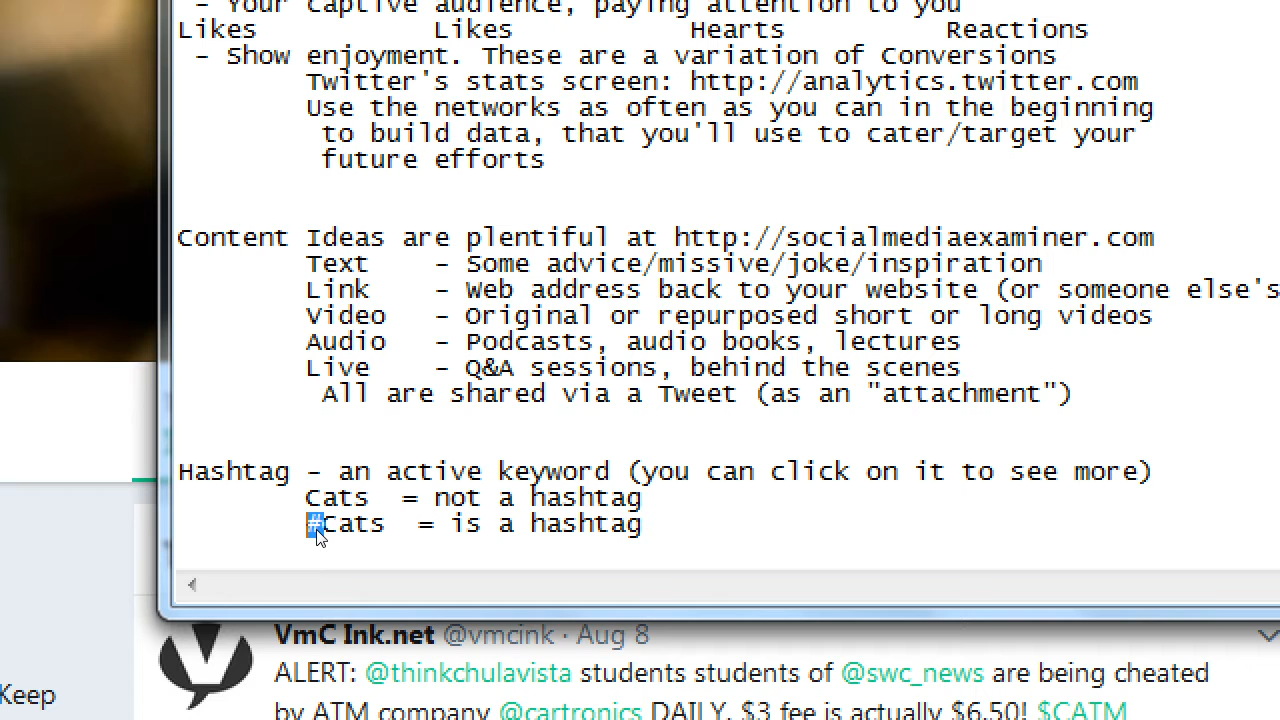 - Your captive audience, paying attention to you
Likes Likes Hearts Reactions
- Show enjoyment. These are a variation of Conversions
Twitter's stats screen: http://analytics.twitter.com
Use the networks as often as you can in the beginning
to build data, that you'll use to cater/target your
future efforts
Content Ideas are plentiful at http://socialmediaexaminer.com
Text - Some advice/missive/joke/inspiration
Link - Web address back to your website (or someone else's
Video - Original or repurposed short or long videos
Audio - Podcasts, audio books, lectures
Live - Q&A sessions, behind the scenes
All are shared via a Tweet (as an "attachment")
Hashtag - an active keyword (you can click on it to see more)
Cats = not a hashtag
#Cats = is a hashtag
VmC Ink.net @vmcink · Aug 8
ALERT: @thinkchulavista students students of @swc_news are being cheated
Keep
by ATM company @cartronics DAILY. $3 fee is actually $6.50! $CATM